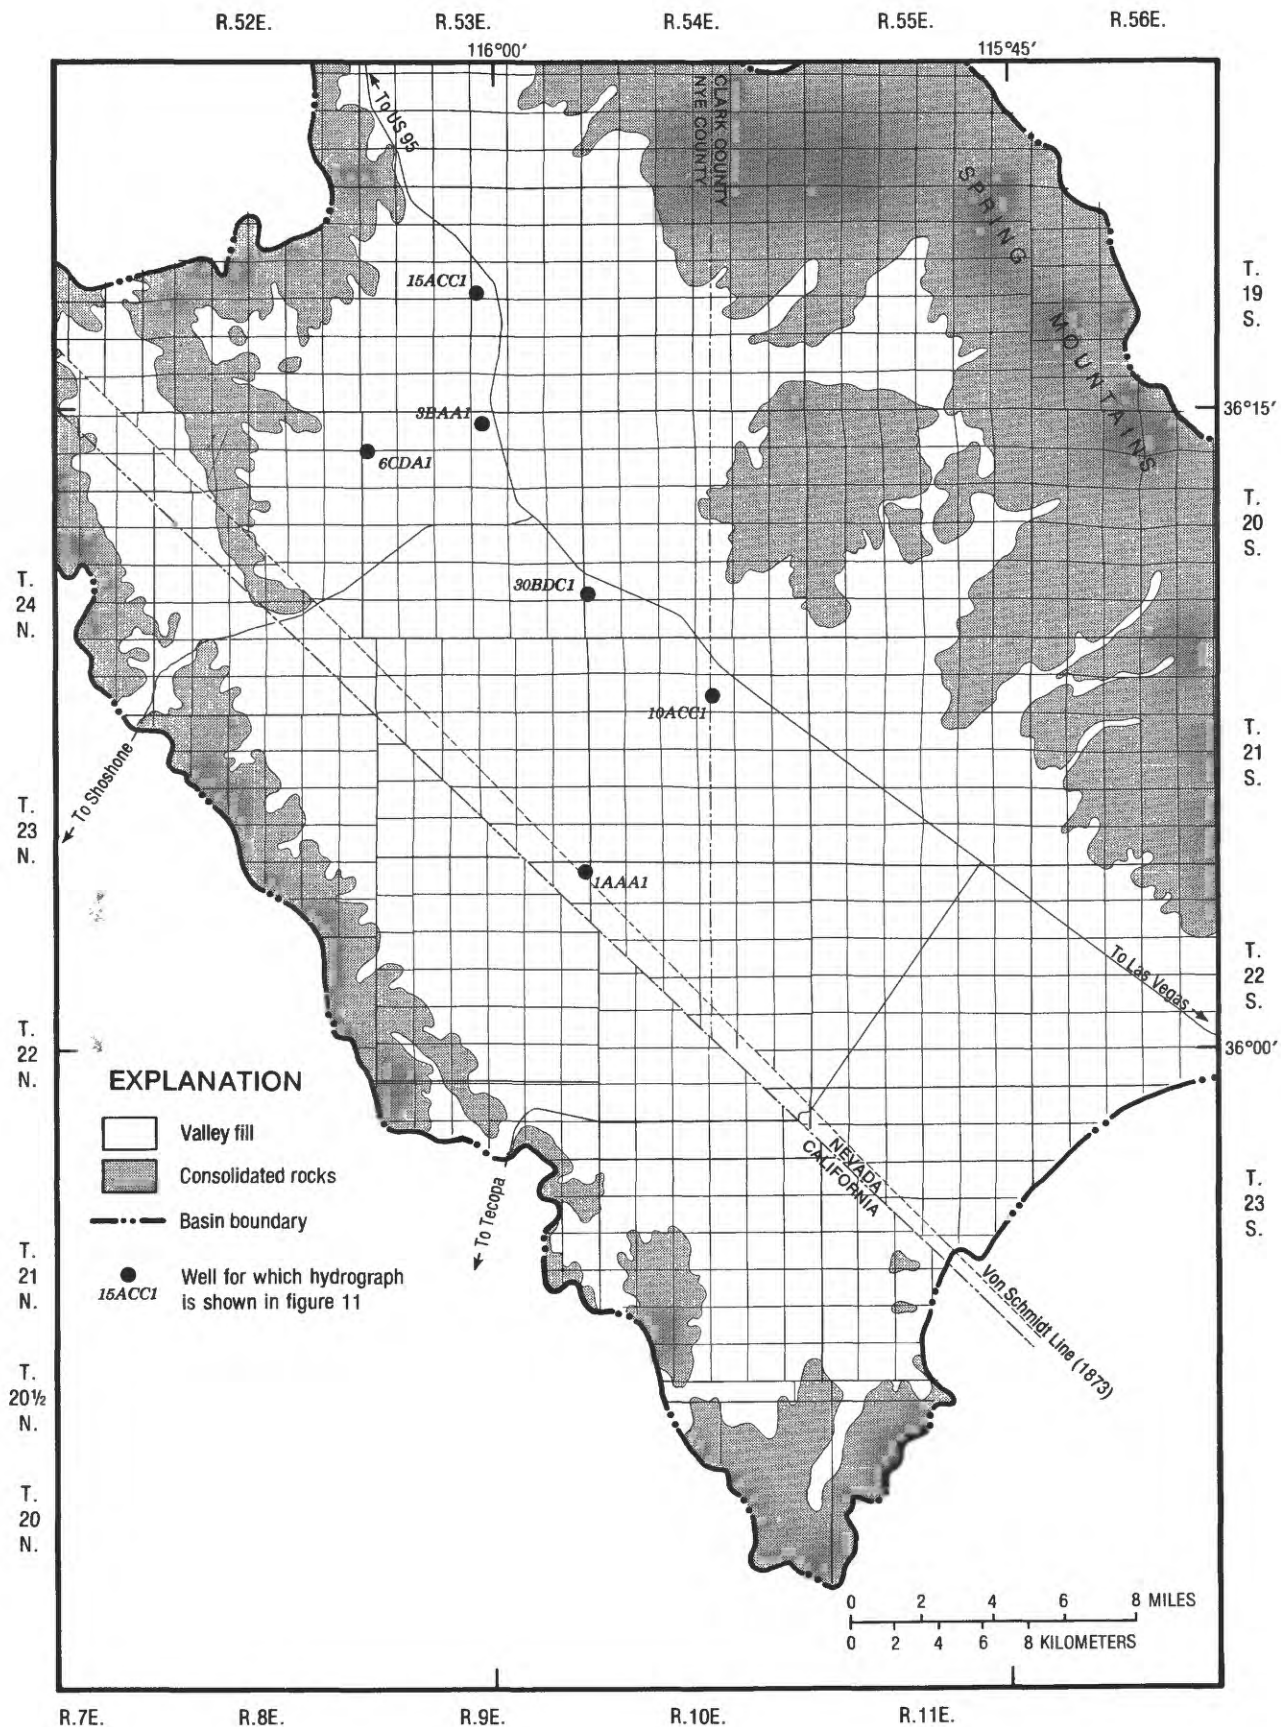 R.52E. R.53E. R.54E. R.55E. R.56E.
116°00′ 115°45′
To US 95
CLARK COUNTY
NYE COUNTY
SPRING MOUNTAINS
15ACC1
T.
19
S.
3BAA1
36°15′
6CDA1
T.
20
S.
T.
24
N.
30BDC1
10ACC1
T.
21
S.
To Shoshone
T.
23
N.
1AAA1
To Las Vegas
T.
22
S.
T.
22
N.
36°00′
EXPLANATION
Valley fill
Consolidated rocks
Basin boundary
15ACC1
Well for which hydrograph
is shown in figure 11
NEVADA
CALIFORNIA
To Tecopa
T.
23
S.
T.
21
N.
Von Schmidt Line (1873)
T.
20½
N.
T.
20
N.
0 2 4 6 8 MILES
0 2 4 6 8 KILOMETERS
R.7E. R.8E. R.9E. R.10E. R.11E.